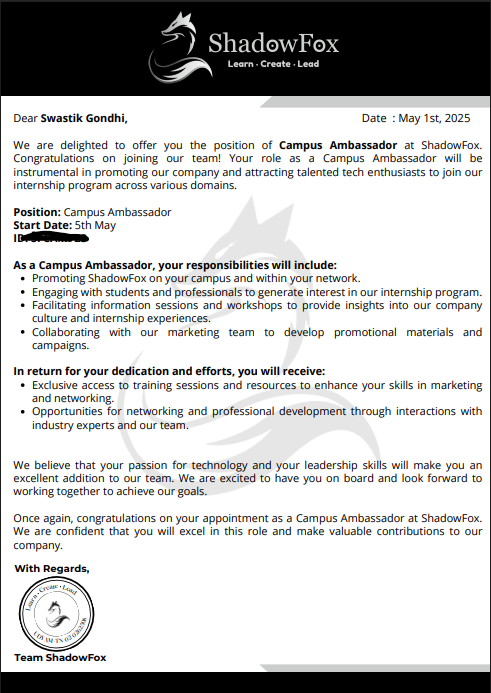 ShadowFox
Learn · Create · Lead
Dear Swastik Gondhi,
Date : May 1st, 2025
We are delighted to offer you the position of Campus Ambassador at ShadowFox.
Congratulations on joining our team! Your role as a Campus Ambassador will be
instrumental in promoting our company and attracting talented tech enthusiasts to join our
internship program across various domains.
Position: Campus Ambassador
Start Date: 5th May
As a Campus Ambassador, your responsibilities will include:
• Promoting ShadowFox on your campus and within your network.
• Engaging with students and professionals to generate interest in our internship program.
• Facilitating information sessions and workshops to provide insights into our company
culture and internship experiences.
• Collaborating with our marketing team to develop promotional materials and
campaigns.
In return for your dedication and efforts, you will receive:
• Exclusive access to training sessions and resources to enhance your skills in marketing
and networking.
• Opportunities for networking and professional development through interactions with
industry experts and our team.
We believe that your passion for technology and your leadership skills will make you an
excellent addition to our team. We are excited to have you on board and look forward to
working together to achieve our goals.
Once again, congratulations on your appointment as a Campus Ambassador at ShadowFox.
We are confident that you will excel in this role and make valuable contributions to our
company.
With Regards,
Learn · Create · Lead
Team ShadowFox